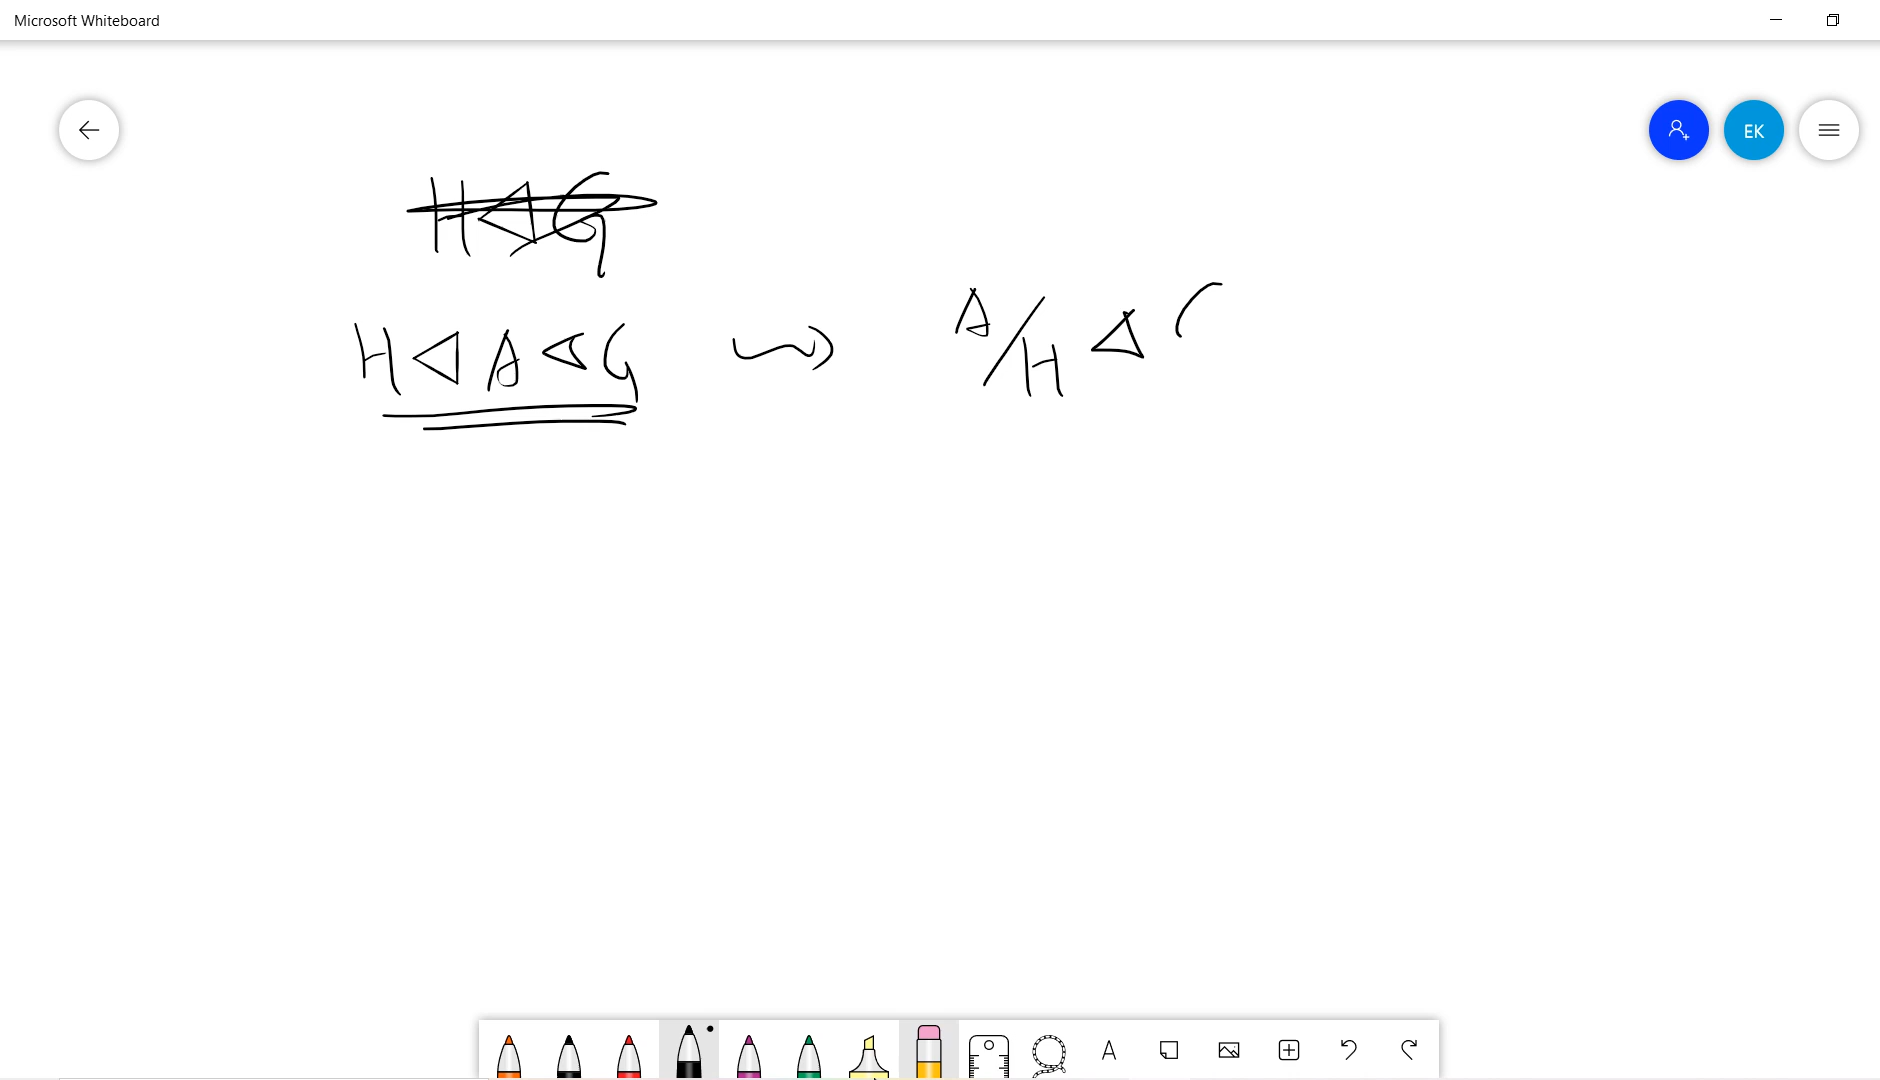 Microsoft Whiteboard
EK
H ◁ G
H ◁ A ◁ G ⇝ A/H ◁
A